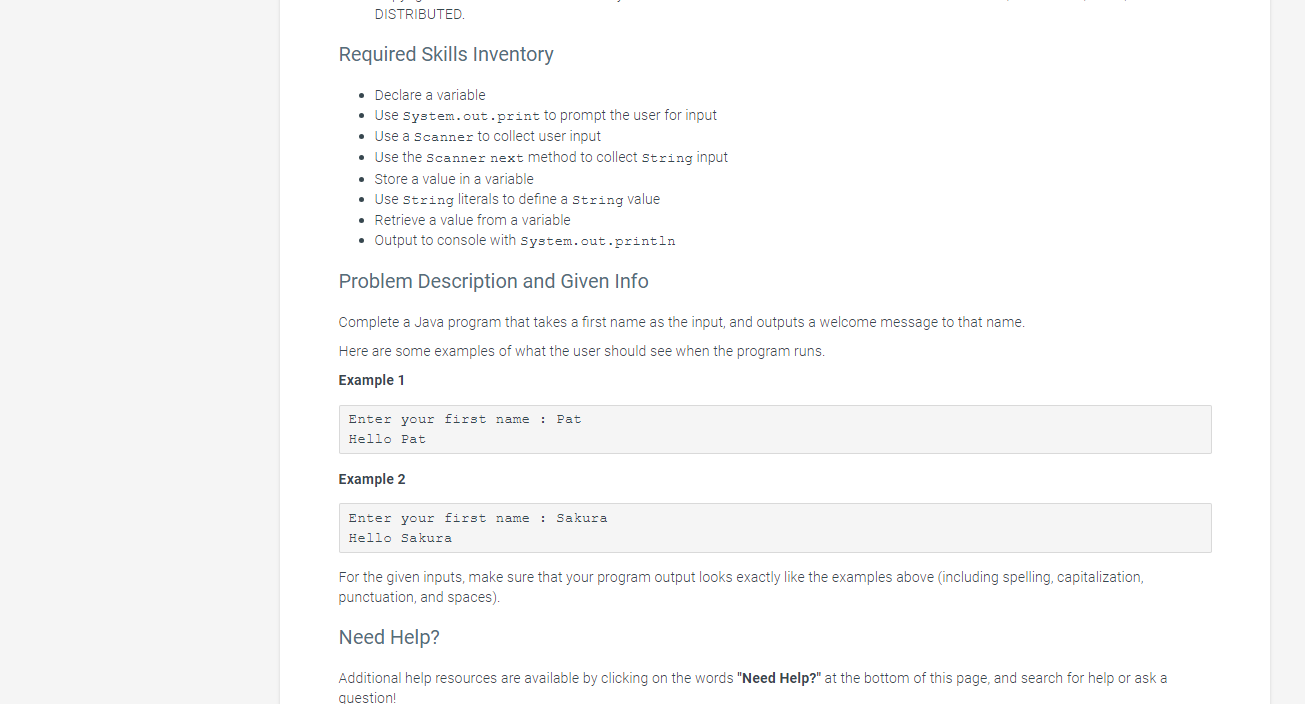 DISTRIBUTED.
Required Skills Inventory
Declare a variable
Use System.out.print to prompt the user for input
Use a Scanner to collect user input
Use the Scanner next method to collect String input
Store a value in a variable
Use String literals to define a String value
Retrieve a value from a variable
Output to console with System.out.println
Problem Description and Given Info
Complete a Java program that takes a first name as the input, and outputs a welcome message to that name.
Here are some examples of what the user should see when the program runs.
Example 1
Enter your first name : Pat
Hello Pat
Example 2
Enter your first name : Sakura
Hello Sakura
For the given inputs, make sure that your program output looks exactly like the examples above (including spelling, capitalization,
punctuation, and spaces).
Need Help?
Additional help resources are available by clicking on the words "Need Help?" at the bottom of this page, and search for help or ask a
question!